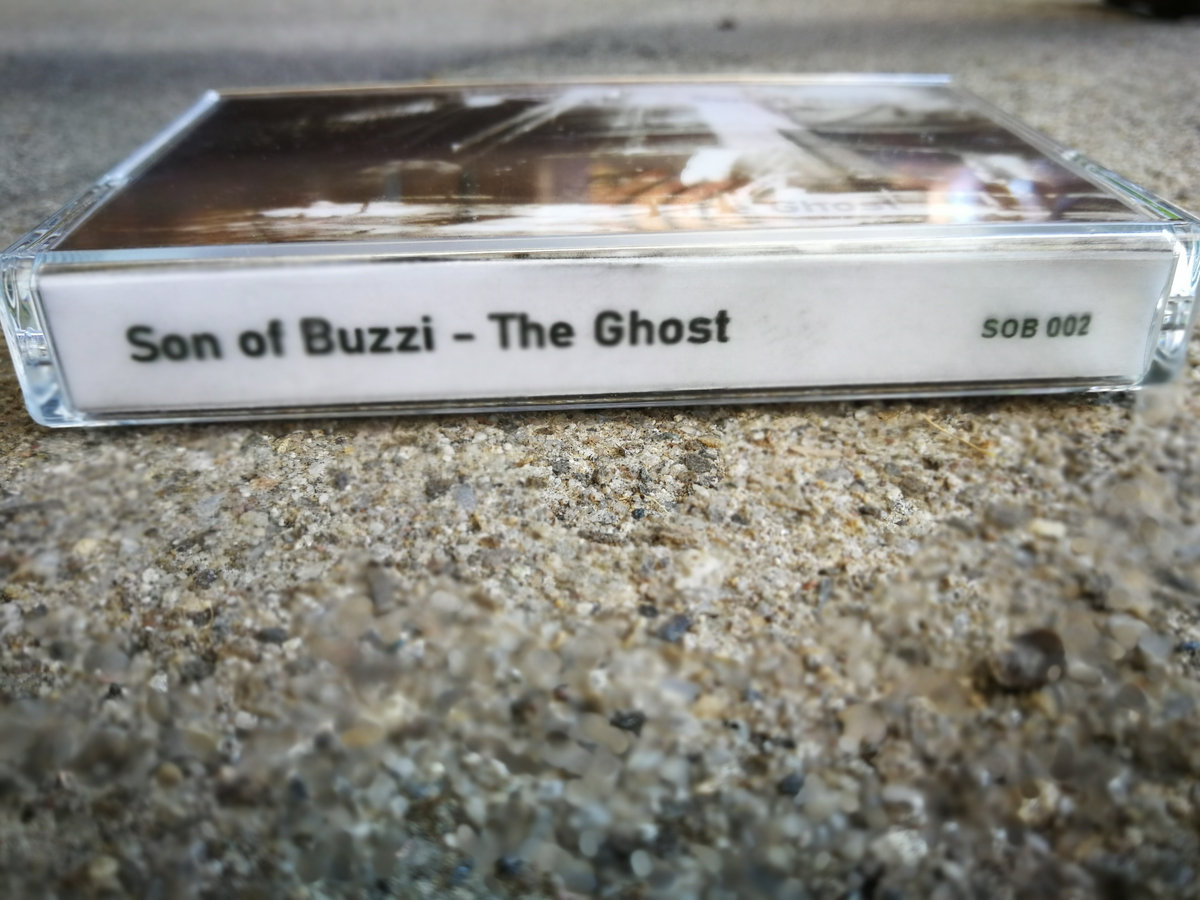 Son of Buzzi – The Ghost SOB 002